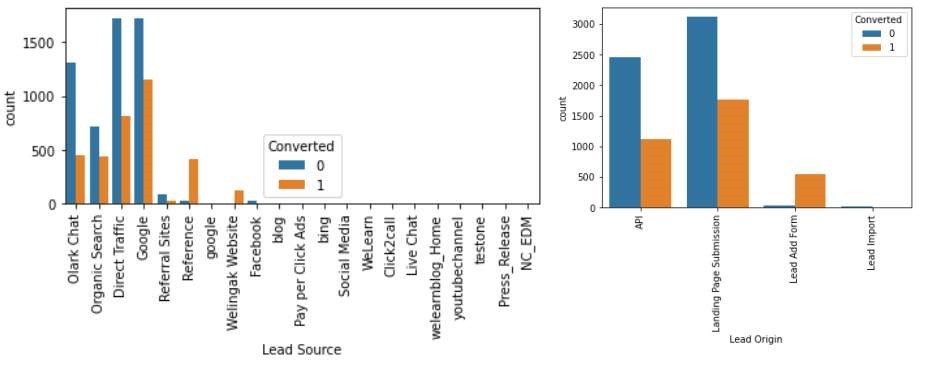 count
1500
1000
500
0
Converted
0
1
Olark Chat
Organic Search
Direct Traffic
Google
Referral Sites
Reference
google
Welingak Website
Facebook
blog
Pay per Click Ads
bing
Social Media
WeLearn
Click2call
Live Chat
welearnblog_Home
youtubechannel
testone
Press_Release
NC_EDM
Lead Source
count
3000
2500
2000
1500
1000
500
0
Converted
0
1
API
Landing Page Submission
Lead Add Form
Lead Import
Lead Origin